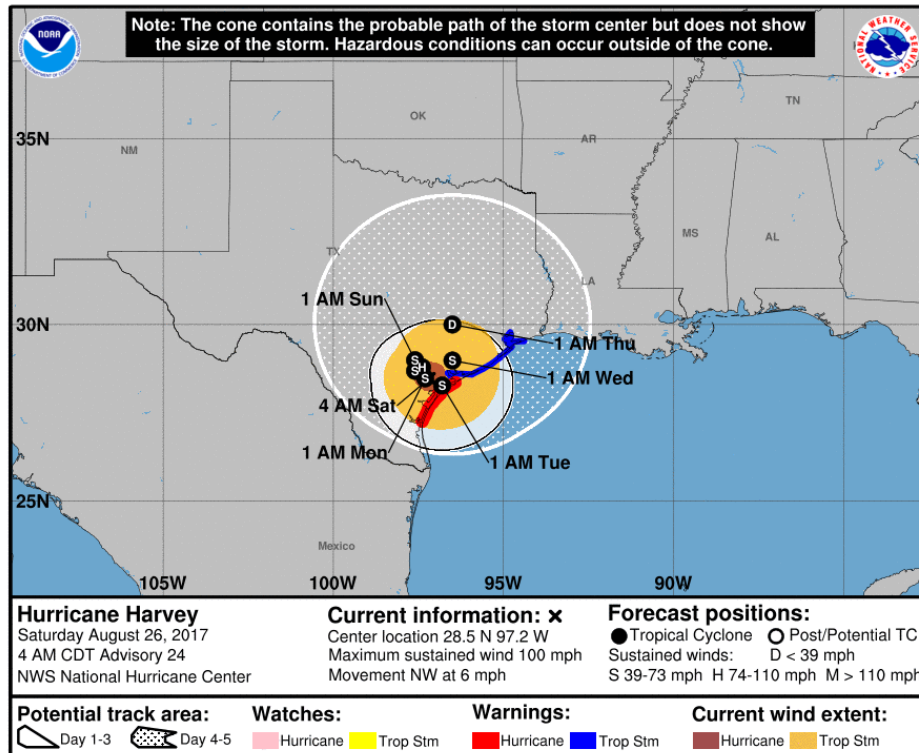 Note: The cone contains the probable path of the storm center but does not show
the size of the storm. Hazardous conditions can occur outside of the cone.
NOAA
NATIONAL WEATHER SERVICE
OK
TN
35N
NM
AR
MS
AL
TX
LA
1 AM Sun
30N
D
1 AM Thu
S
S
H
S
1 AM Wed
4 AM Sat
S
1 AM Mon
1 AM Tue
25N
Mexico
105W
100W
95W
90W
Hurricane Harvey
Saturday August 26, 2017
4 AM CDT Advisory 24
NWS National Hurricane Center
Current information: x
Center location 28.5 N 97.2 W
Maximum sustained wind 100 mph
Movement NW at 6 mph
Forecast positions:
Tropical Cyclone Post/Potential TC
Sustained winds: D < 39 mph
S 39-73 mph H 74-110 mph M > 110 mph
Potential track area:
Day 1-3 Day 4-5
Watches:
Hurricane Trop Stm
Warnings:
Hurricane Trop Stm
Current wind extent:
Hurricane Trop Stm